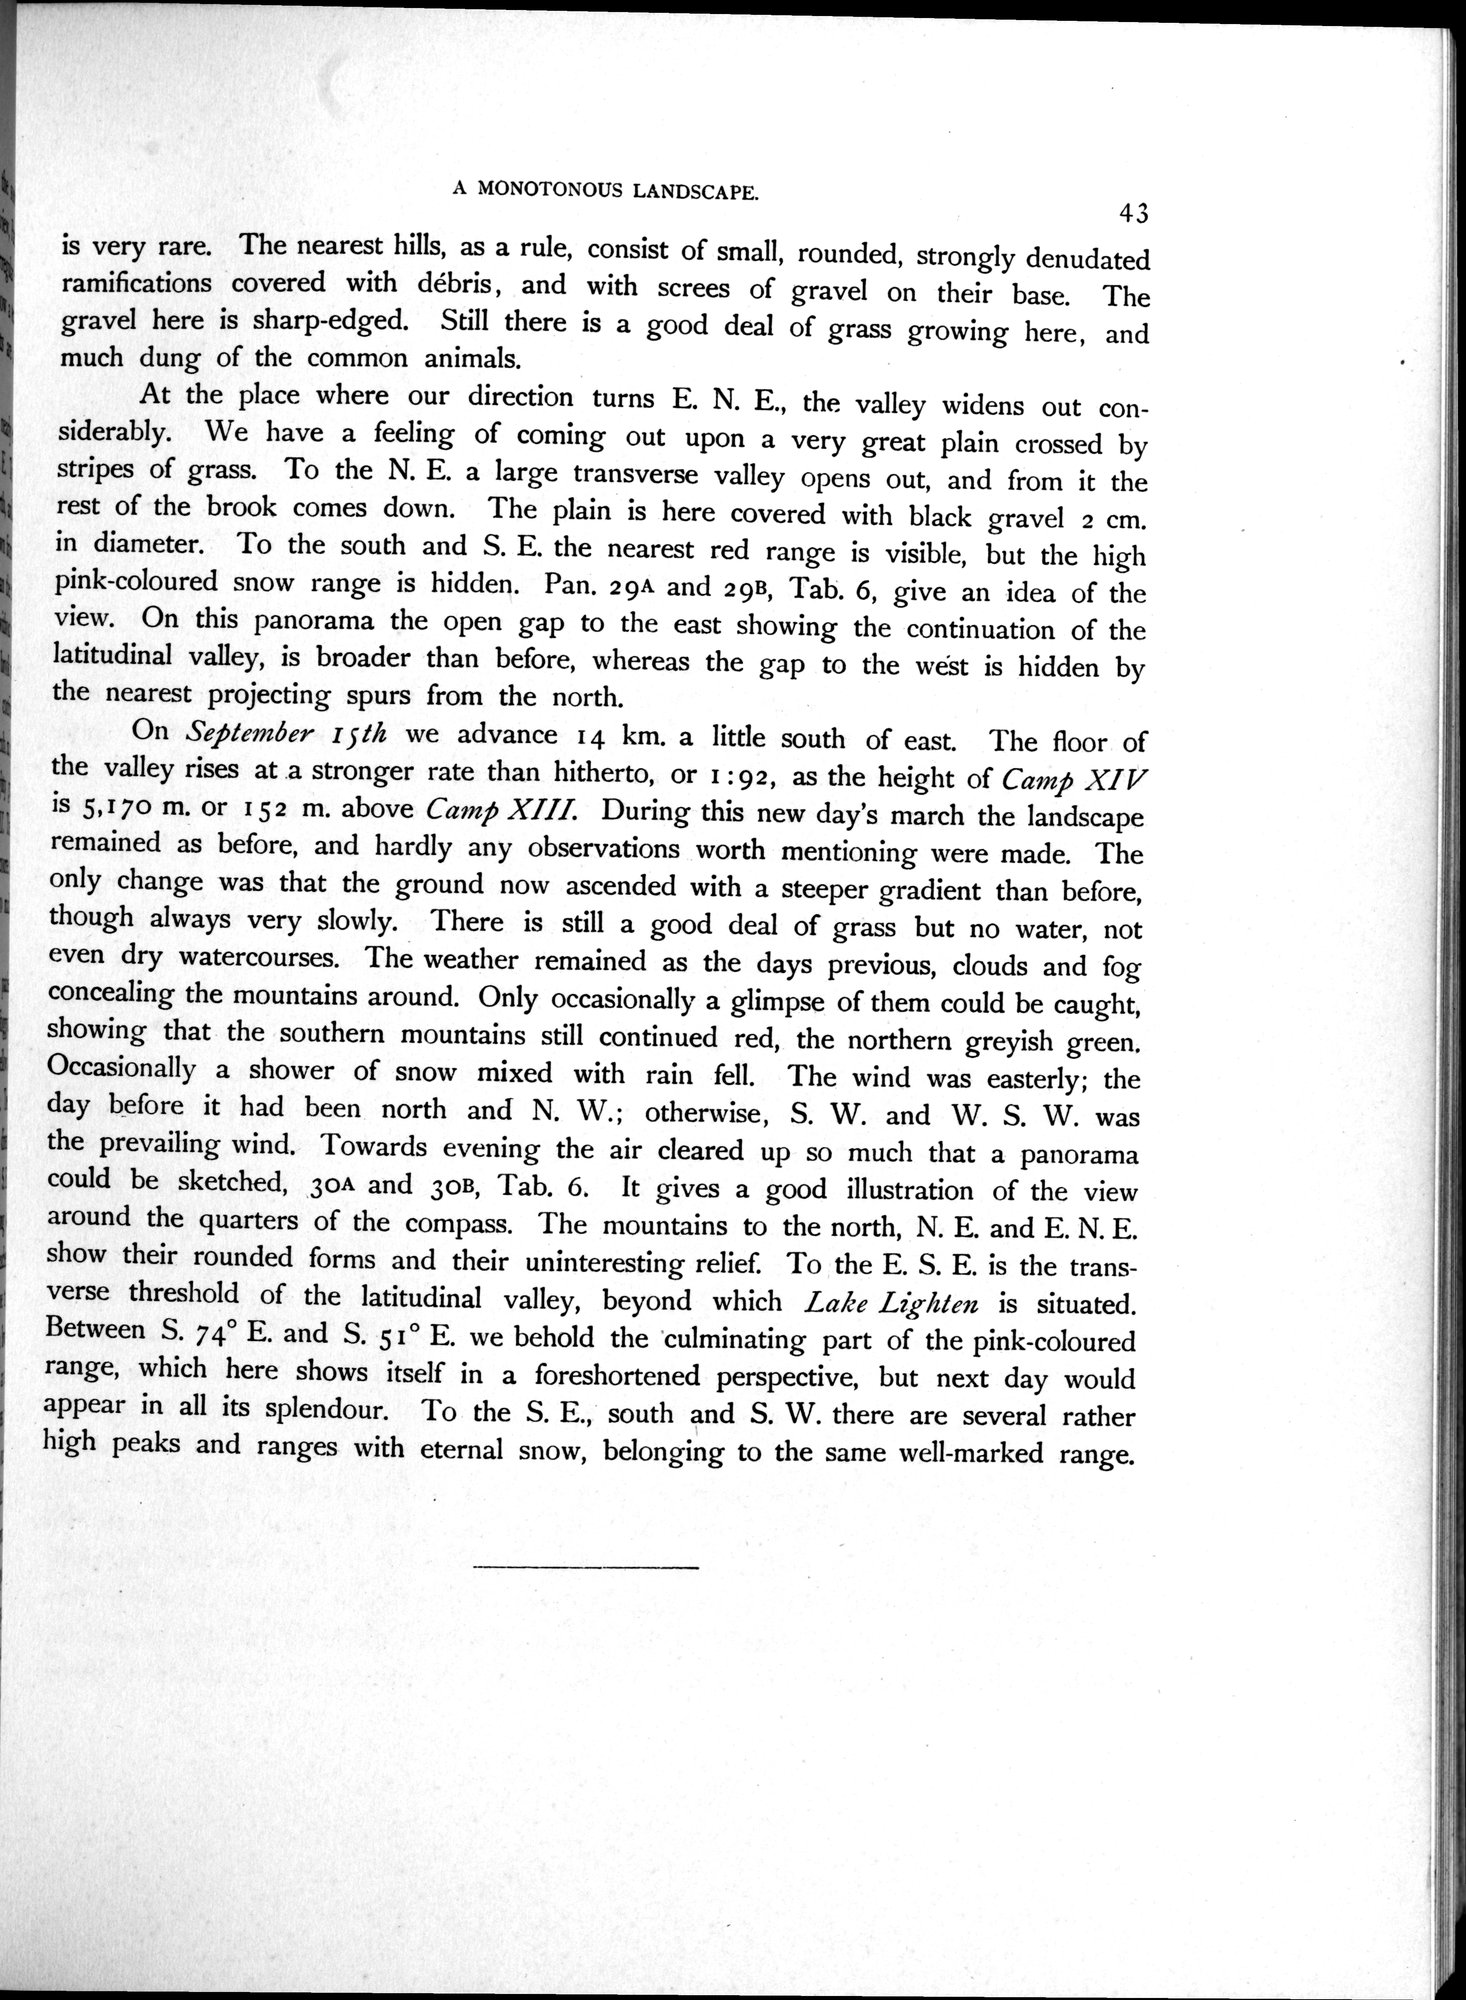 A MONOTONOUS LANDSCAPE.
43
is very rare. The nearest hills, as a rule, consist of small, rounded, strongly denudated
ramifications covered with débris, and with screes of gravel on their base. The
gravel here is sharp-edged. Still there is a good deal of grass growing here, and
much dung of the common animals.
At the place where our direction turns E. N. E., the valley widens out con-
siderably. We have a feeling of coming out upon a very great plain crossed by
stripes of grass. To the N. E. a large transverse valley opens out, and from it the
rest of the brook comes down. The plain is here covered with black gravel 2 cm.
in diameter. To the south and S. E. the nearest red range is visible, but the high
pink-coloured snow range is hidden. Pan. 29A and 29B, Tab. 6, give an idea of the
view. On this panorama the open gap to the east showing the continuation of the
latitudinal valley, is broader than before, whereas the gap to the west is hidden by
the nearest projecting spurs from the north.
On September 15th we advance 14 km. a little south of east. The floor of
the valley rises at a stronger rate than hitherto, or 1:92, as the height of Camp XIV
is 5,170 m. or 152 m. above Camp XIII. During this new day's march the landscape
remained as before, and hardly any observations worth mentioning were made. The
only change was that the ground now ascended with a steeper gradient than before,
though always very slowly. There is still a good deal of grass but no water, not
even dry watercourses. The weather remained as the days previous, clouds and fog
concealing the mountains around. Only occasionally a glimpse of them could be caught,
showing that the southern mountains still continued red, the northern greyish green.
Occasionally a shower of snow mixed with rain fell. The wind was easterly; the
day before it had been north and N. W.; otherwise, S. W. and W. S. W. was
the prevailing wind. Towards evening the air cleared up so much that a panorama
could be sketched, 30A and 30B, Tab. 6. It gives a good illustration of the view
around the quarters of the compass. The mountains to the north, N. E. and E. N. E.
show their rounded forms and their uninteresting relief. To the E. S. E. is the trans-
verse threshold of the latitudinal valley, beyond which Lake Lighten is situated.
Between S. 74° E. and S. 51° E. we behold the culminating part of the pink-coloured
range, which here shows itself in a foreshortened perspective, but next day would
appear in all its splendour. To the S. E., south and S. W. there are several rather
high peaks and ranges with eternal snow, belonging to the same well-marked range.